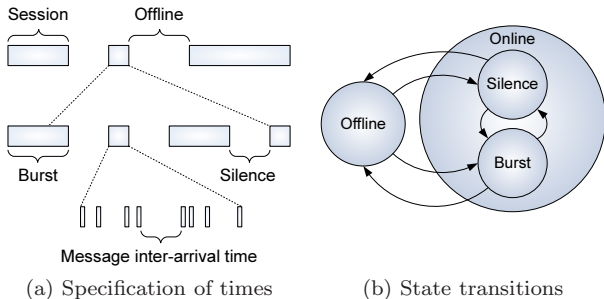 Session
Offline
Burst
Silence
Message inter-arrival time
(a) Specification of times
Online
Silence
Offline
Burst
(b) State transitions